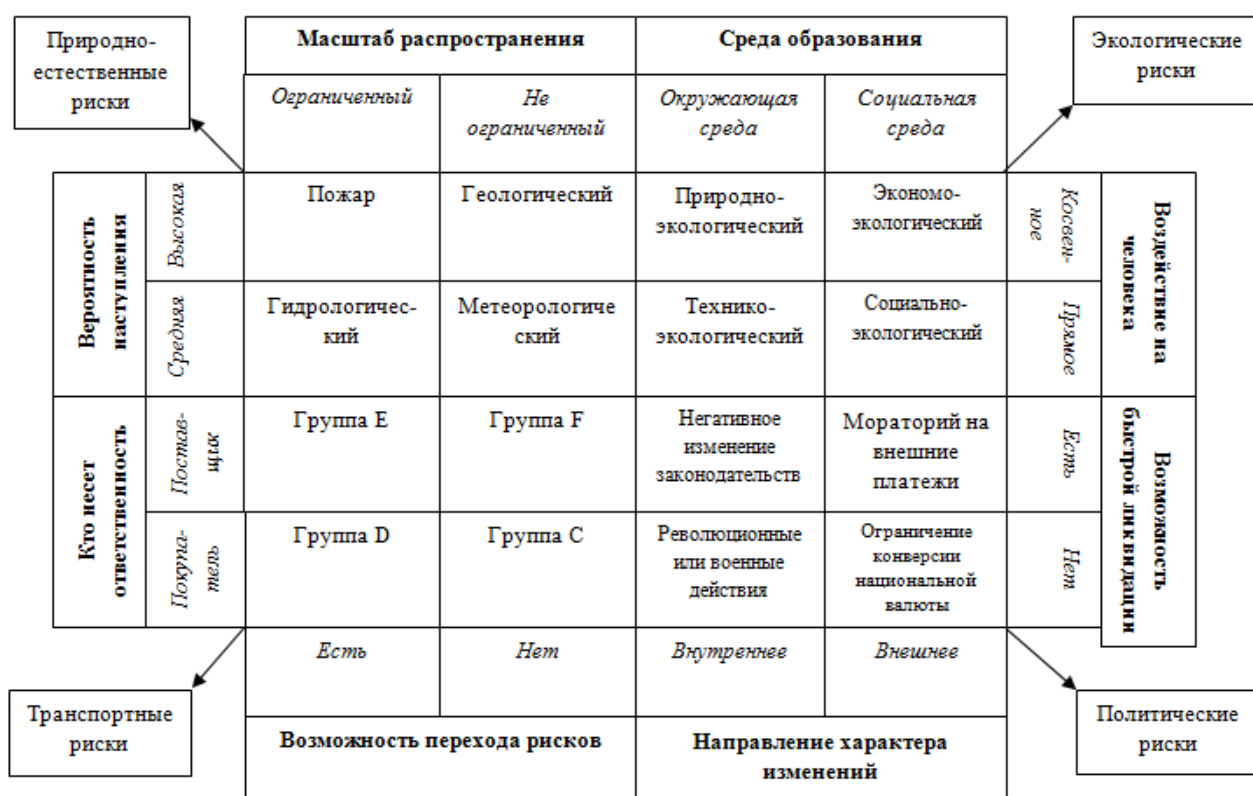 Природно-
естественные
риски
Масштаб распространения
Среда образования
Экологические
риски
Ограниченный
Не
ограниченный
Окружающая
среда
Социальная
среда
Вероятность
наступления
Высокая
Пожар
Геологический
Природно-
экологический
Экономо-
экологический
Косвен-
ное
Воздействие на
человека
Средняя
Гидрологичес-
кий
Метеорологиче
ский
Технико-
экологический
Социально-
экологический
Прямое
Кто несет
ответственность
Постав-
щик
Группа E
Группа F
Негативное
изменение
законодательств
Мораторий на
внешние
платежи
Есть
Возможность
быстрой ликвидации
Покупа-
тель
Группа D
Группа C
Революционные
или военные
действия
Ограничение
конверсии
национальной
валюты
Нет
Есть
Нет
Внутреннее
Внешнее
Транспортные
риски
Возможность перехода рисков
Направление характера
изменений
Политические
риски